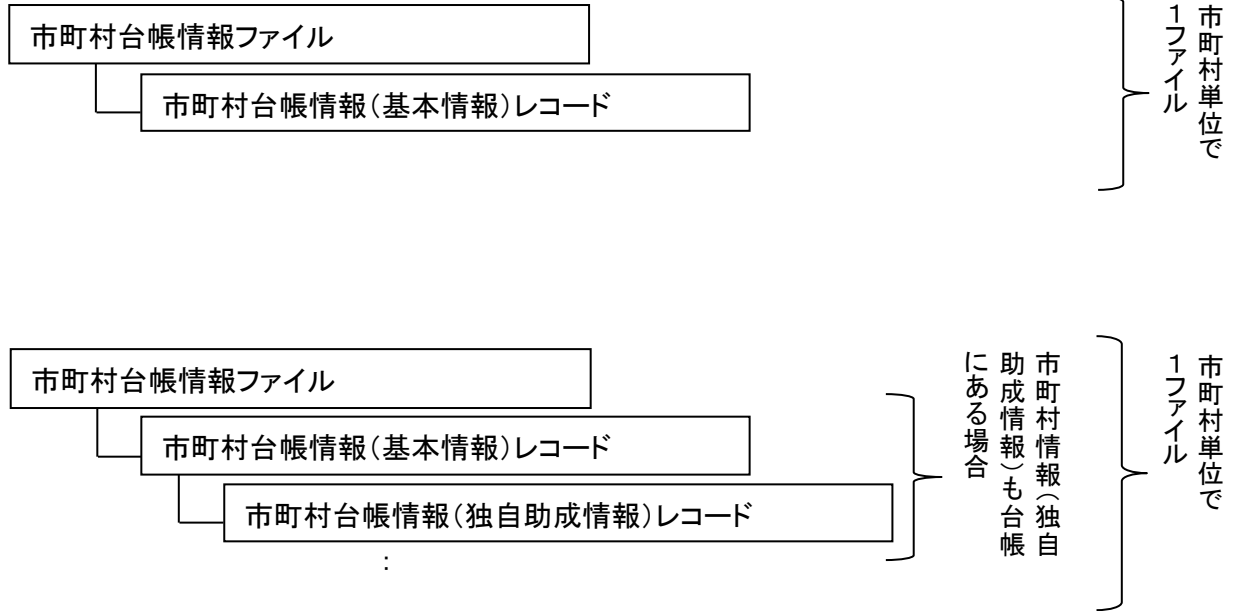 市町村台帳情報ファイル
市町村台帳情報（基本情報）レコード
市町村単位で
１ファイル
市町村台帳情報ファイル
市町村台帳情報（基本情報）レコード
市町村台帳情報（独自助成情報）レコード
：
市町村情報（独自
助成情報）も台帳
にある場合
市町村単位で
１ファイル